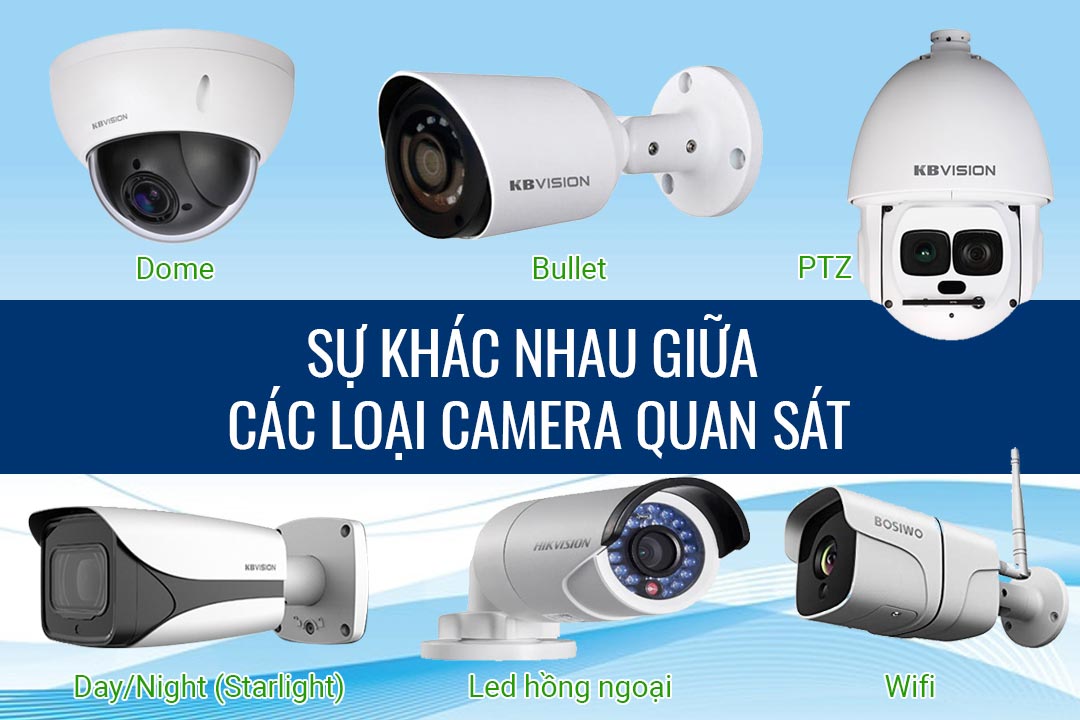 KBVISION
KBVISION
KBVISION
Dome
Bullet
PTZ
SỰ KHÁC NHAU GIỮA
CÁC LOẠI CAMERA QUAN SÁT
KBVISION
HIKVISION
BOSIWO
Day/Night (Starlight)
Led hồng ngoại
Wifi